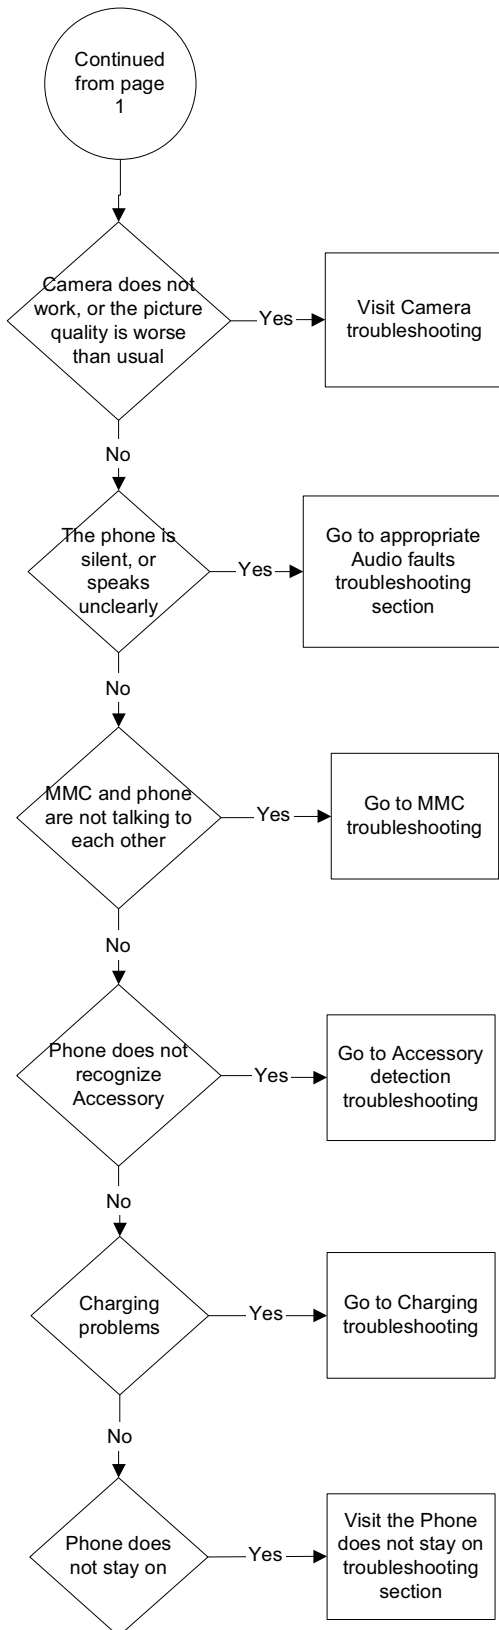 Continued
from page
1
Camera does not
work, or the picture
quality is worse
than usual
Yes
Visit Camera
troubleshooting
No
The phone is
silent, or
speaks
unclearly
Yes
Go to appropriate
Audio faults
troubleshooting
section
No
MMC and phone
are not talking to
each other
Yes
Go to MMC
troubleshooting
No
Phone does not
recognize
Accessory
Yes
Go to Accessory
detection
troubleshooting
No
Charging
problems
Yes
Go to Charging
troubleshooting
No
Phone does
not stay on
Yes
Visit the Phone
does not stay on
troubleshooting
section